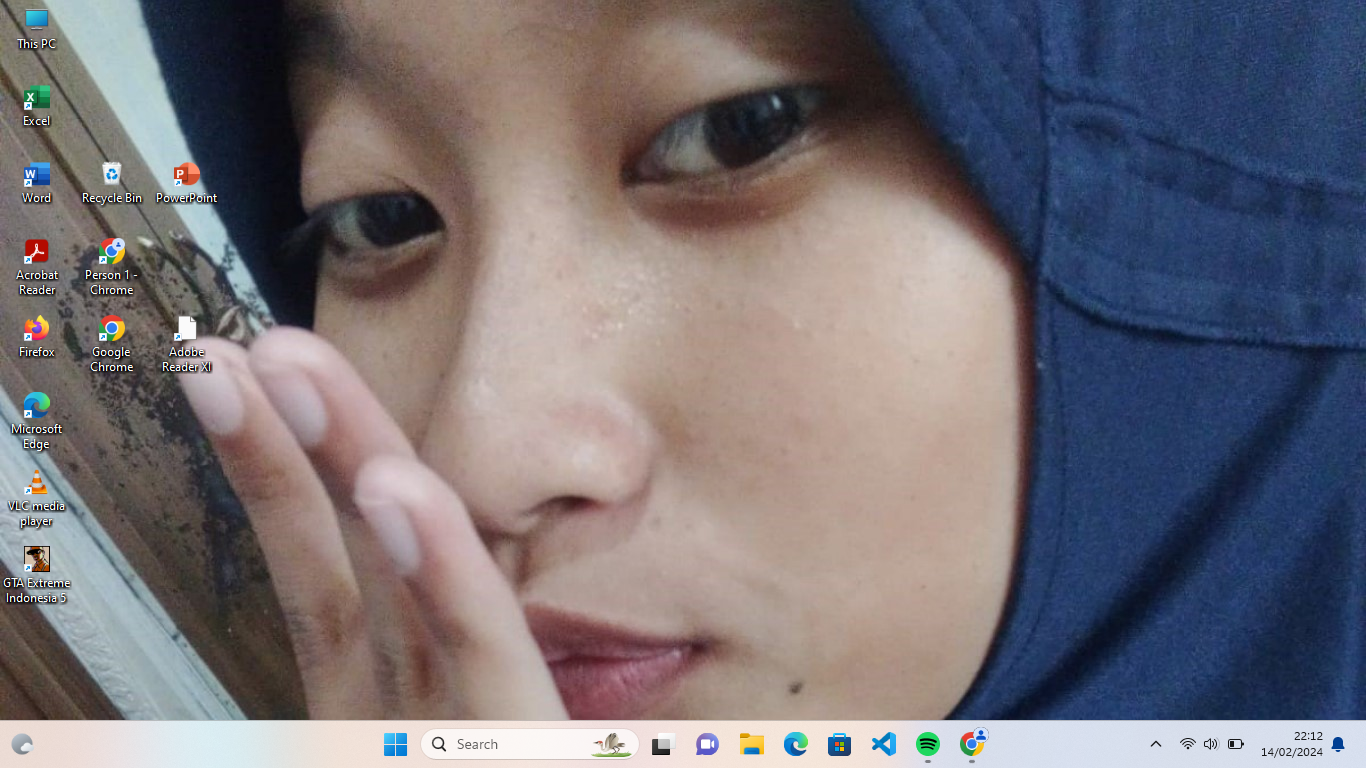 This PC
Excel
Word
Recycle Bin
PowerPoint
Acrobat
Reader
Person 1 -
Chrome
Firefox
Google
Chrome
Adobe
Reader XI
Microsoft
Edge
VLC media
player
GTA Extreme
Indonesia 5
Search
22:12
14/02/2024